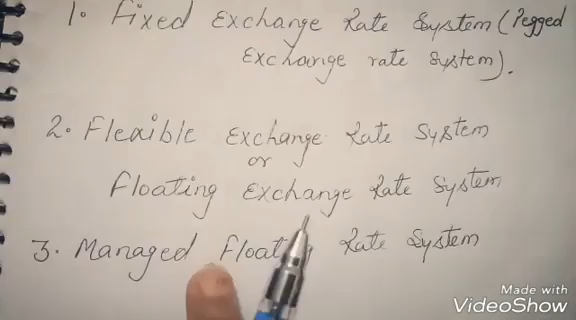 1. Fixed Exchange Rate System (Pegged
Exchange rate System).
2. Flexible Exchange Rate System
or
Floating Exchange Rate System
3. Managed Rate System
Made with
VideoShow